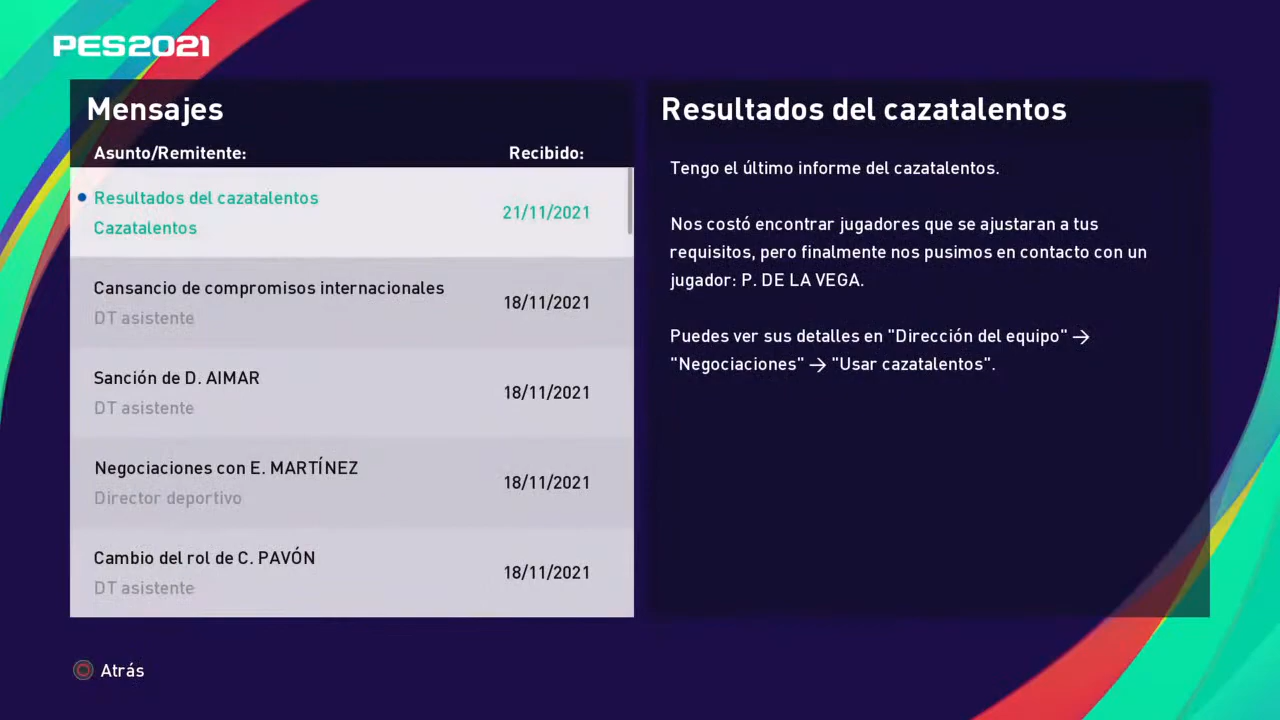 PES2021
Mensajes
Asunto/Remitente: Recibido:
Resultados del cazatalentos
Cazatalentos
21/11/2021
Cansancio de compromisos internacionales
DT asistente
18/11/2021
Sanción de D. AIMAR
DT asistente
18/11/2021
Negociaciones con E. MARTÍNEZ
Director deportivo
18/11/2021
Cambio del rol de C. PAVÓN
DT asistente
18/11/2021
Resultados del cazatalentos
Tengo el último informe del cazatalentos.
Nos costó encontrar jugadores que se ajustaran a tus
requisitos, pero finalmente nos pusimos en contacto con un
jugador: P. DE LA VEGA.
Puedes ver sus detalles en "Dirección del equipo" →
"Negociaciones" → "Usar cazatalentos".
Atrás